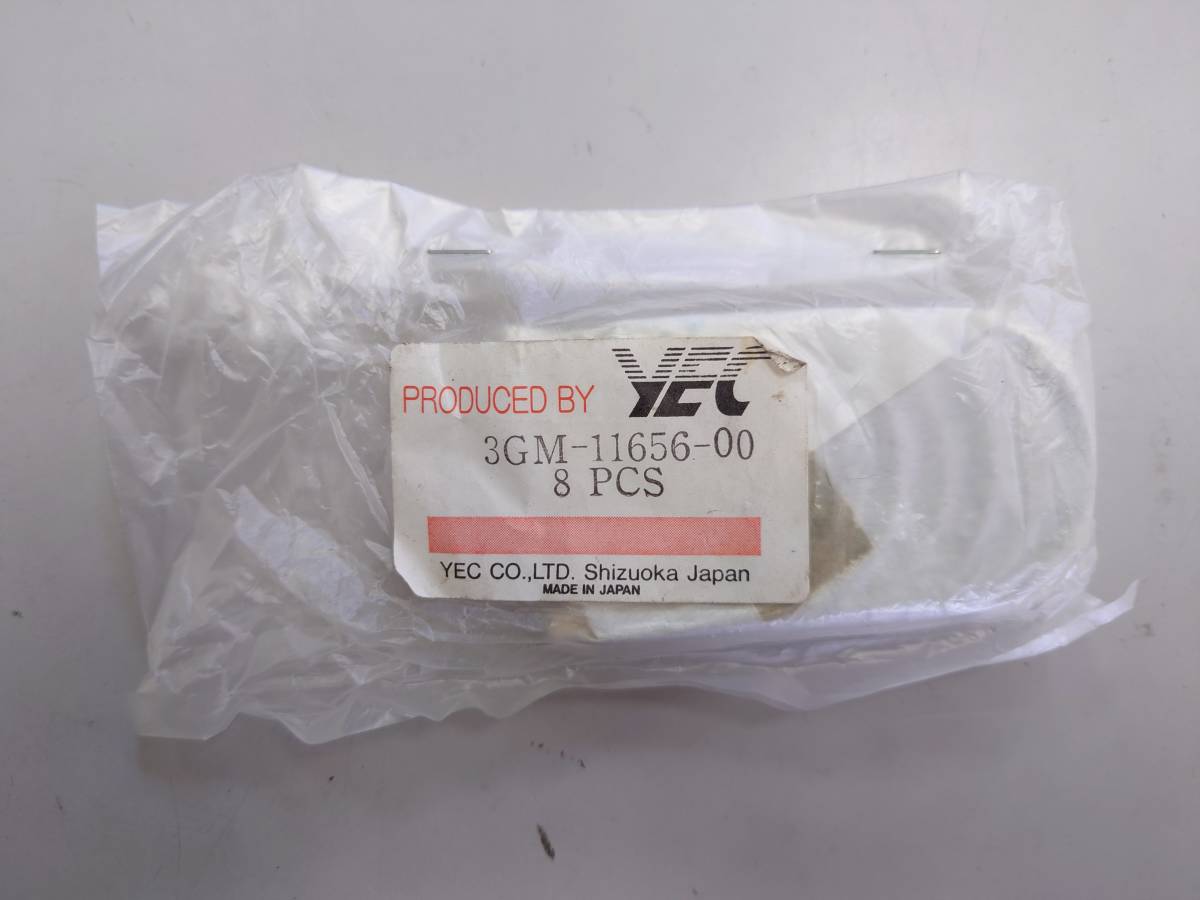 PRODUCED BY YEC
3GM-11656-00
8 PCS
YEC CO.,LTD. Shizuoka Japan
MADE IN JAPAN